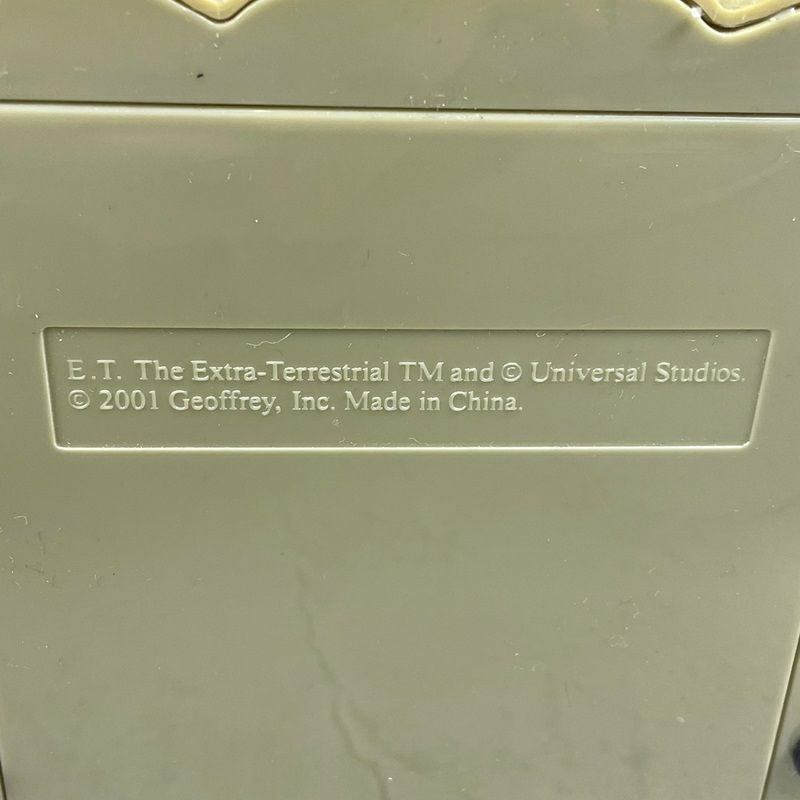 E.T. The Extra-Terrestrial TM and © Universal Studios.
© 2001 Geoffrey, Inc. Made in China.